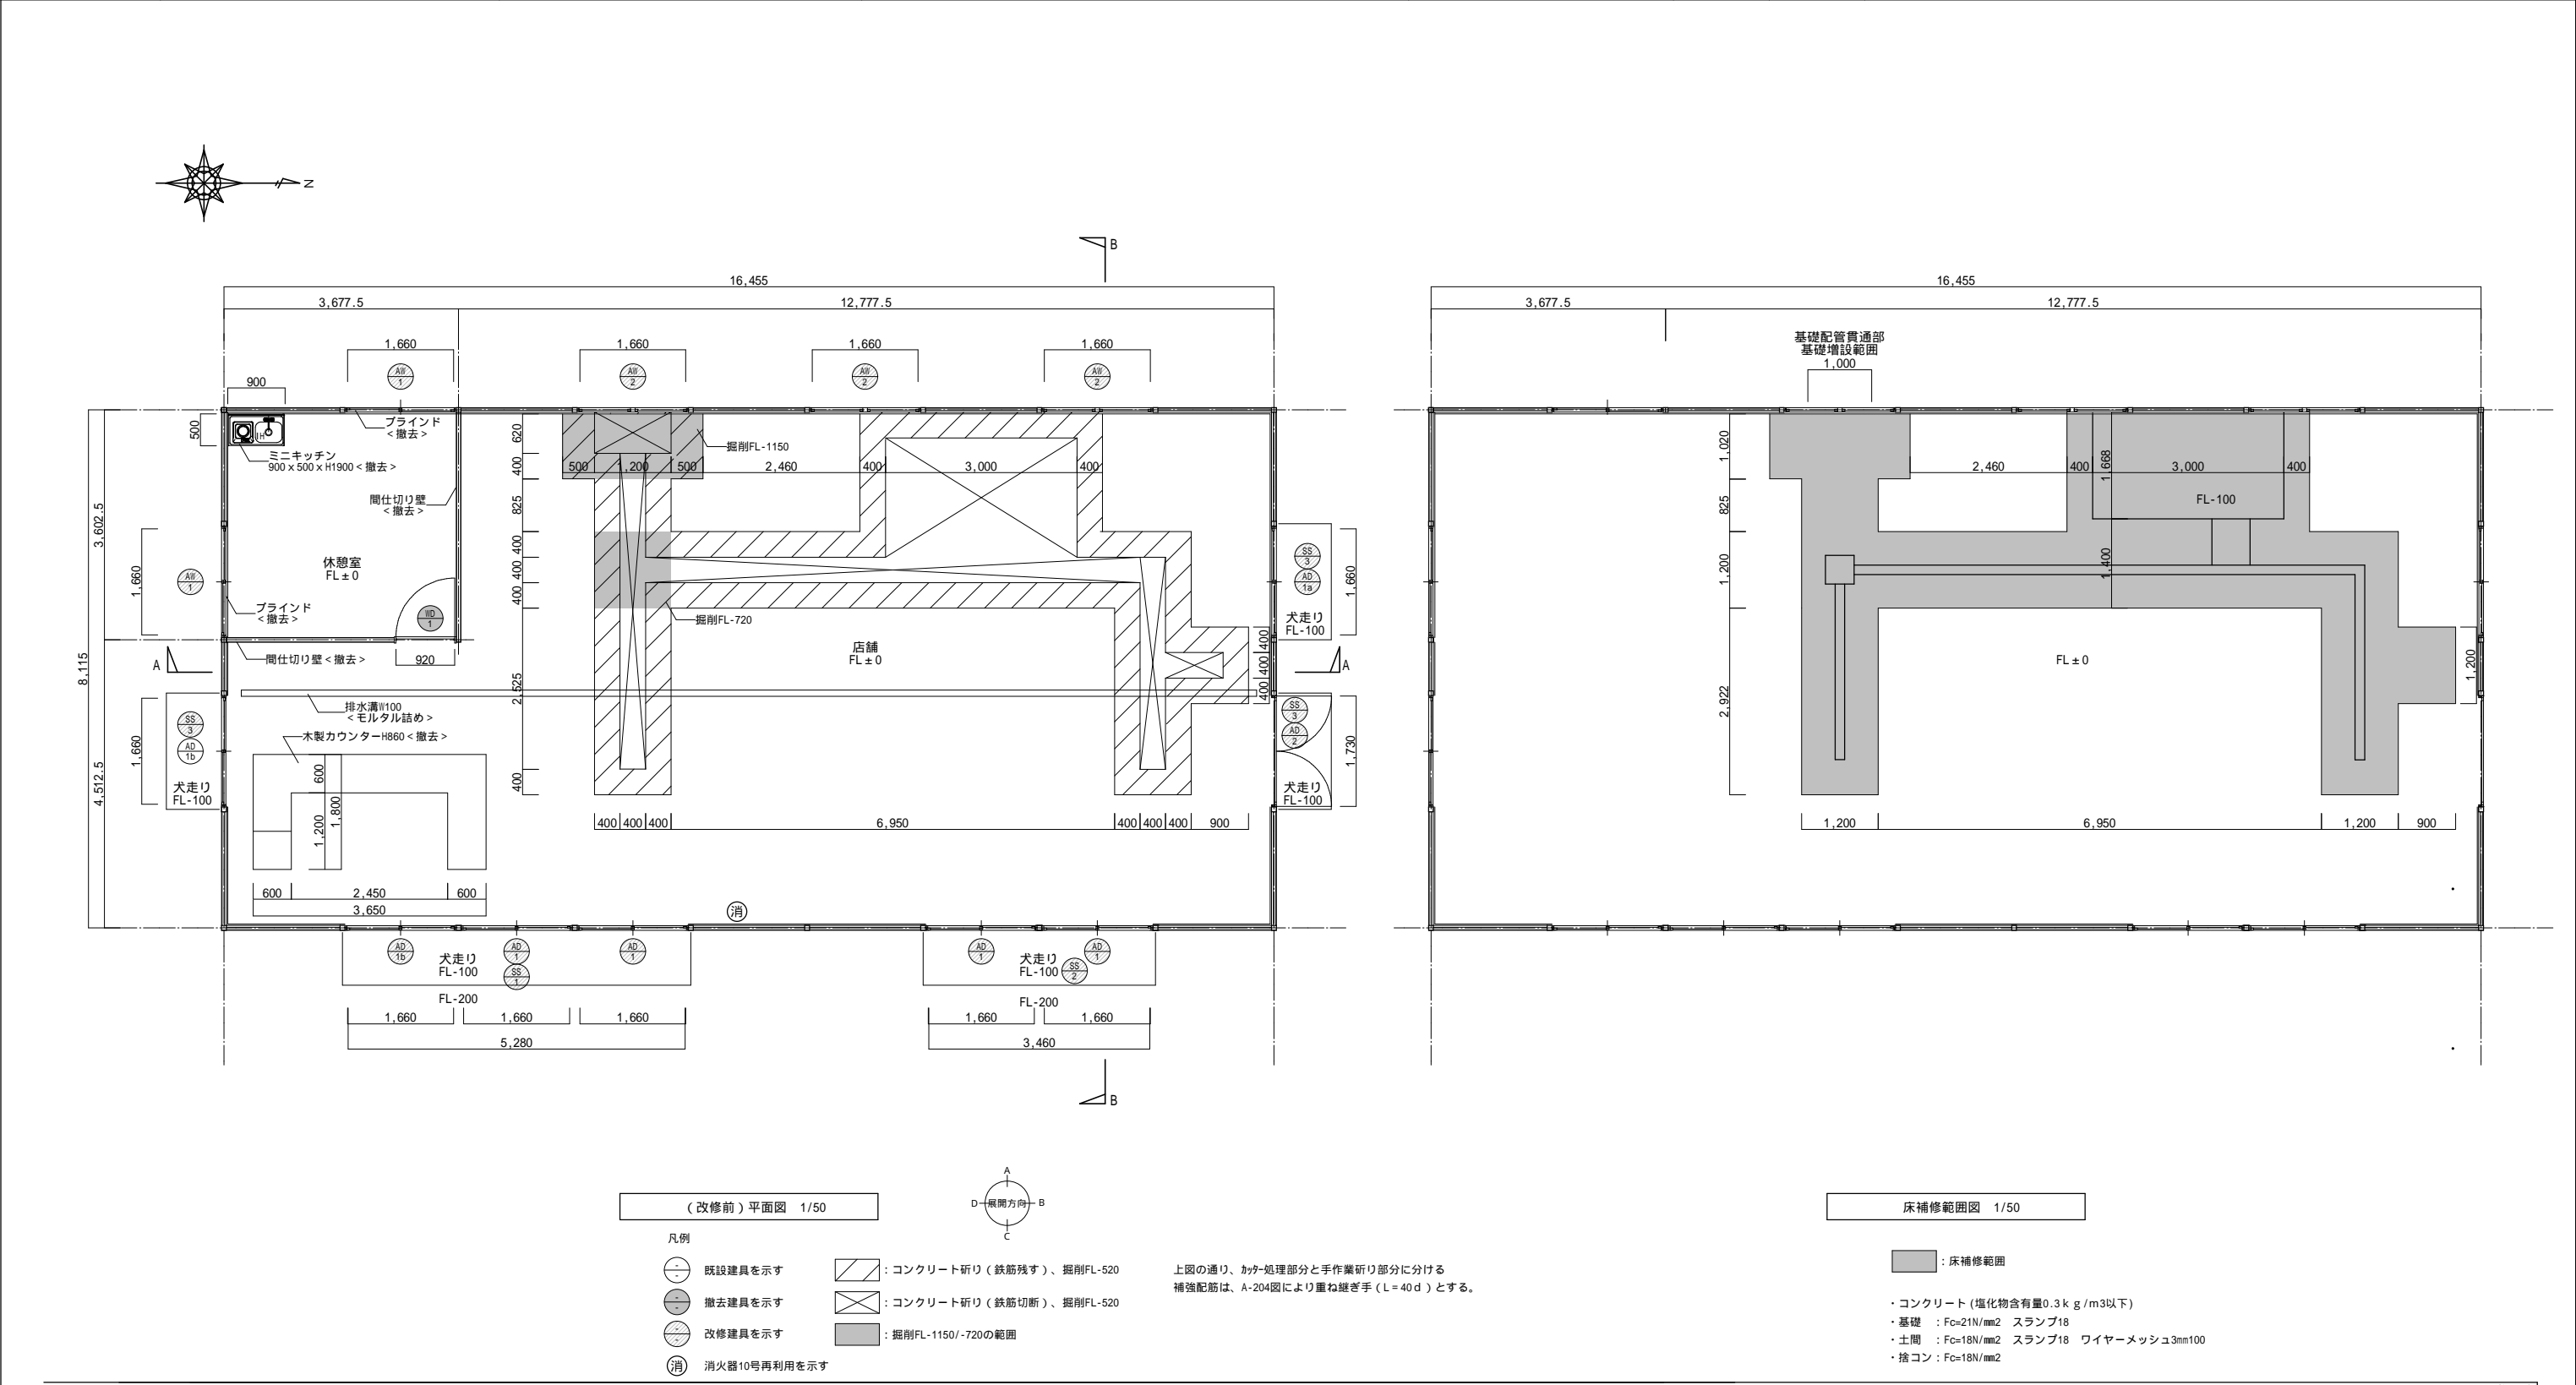 N
B
16,455
3,677.5
12,777.5
1,660
1,660
1,660
1,660
AW
1
AW
2
AW
2
AW
2
900
500
IH
ブラインド
＜撤去＞
ミニキッチン
900ｘ500ｘH1900＜撤去＞
間仕切り壁
＜撤去＞
休憩室
FL±0
ブラインド
＜撤去＞
WD
1
間仕切り壁＜撤去＞
920
8,115
3,602.5
4,512.5
1,660
AW
1
A
1,660
SS
3
AD
1b
犬走り
FL-100
排水溝W100
＜モルタル詰め＞
木製カウンターH860＜撤去＞
600
1,200
1,800
600
2,450
600
3,650
620
400
825
400
400
400
2,525
400
500
1,200
500
2,460
400
3,000
400
掘削FL-1150
掘削FL-720
店舗
FL±0
400
400
400
400
400
400
6,950
400
400
400
900
SS
3
AD
1a
1,660
犬走り
FL-100
A
SS
3
AD
2
1,730
犬走り
FL-100
消
AD
1b
AD
1
AD
1
AD
1
AD
1
犬走り
FL-100
SS
1
犬走り
FL-100
SS
2
FL-200
FL-200
1,660
1,660
1,660
1,660
1,660
5,280
3,460
B
16,455
3,677.5
12,777.5
基礎配管貫通部
基礎増設範囲
1,000
1,020
825
1,200
2,922
2,460
400
1,668
3,000
400
FL-100
1,400
FL±0
1,200
1,200
6,950
1,200
900
（改修前）平面図　1/50
A
D
展開方向
B
C
凡例
既設建具を示す
撤去建具を示す
改修建具を示す
消
消火器10号再利用を示す
：コンクリート斫り（鉄筋残す）、掘削FL-520
：コンクリート斫り（鉄筋切断）、掘削FL-520
：掘削FL-1150/-720の範囲
上図の通り、ｶｯﾀｰ処理部分と手作業斫り部分に分ける
補強配筋は、A-204図により重ね継ぎ手（L＝40ｄ）とする。
床補修範囲図　1/50
：床補修範囲
・コンクリート(塩化物含有量0.3ｋｇ/m3以下)
・基礎　：Fc=21N/㎜2　スランプ18
・土間　：Fc=18N/㎜2　スランプ18　ワイヤーメッシュ3mm100
・捨コン：Fc=18N/㎜2